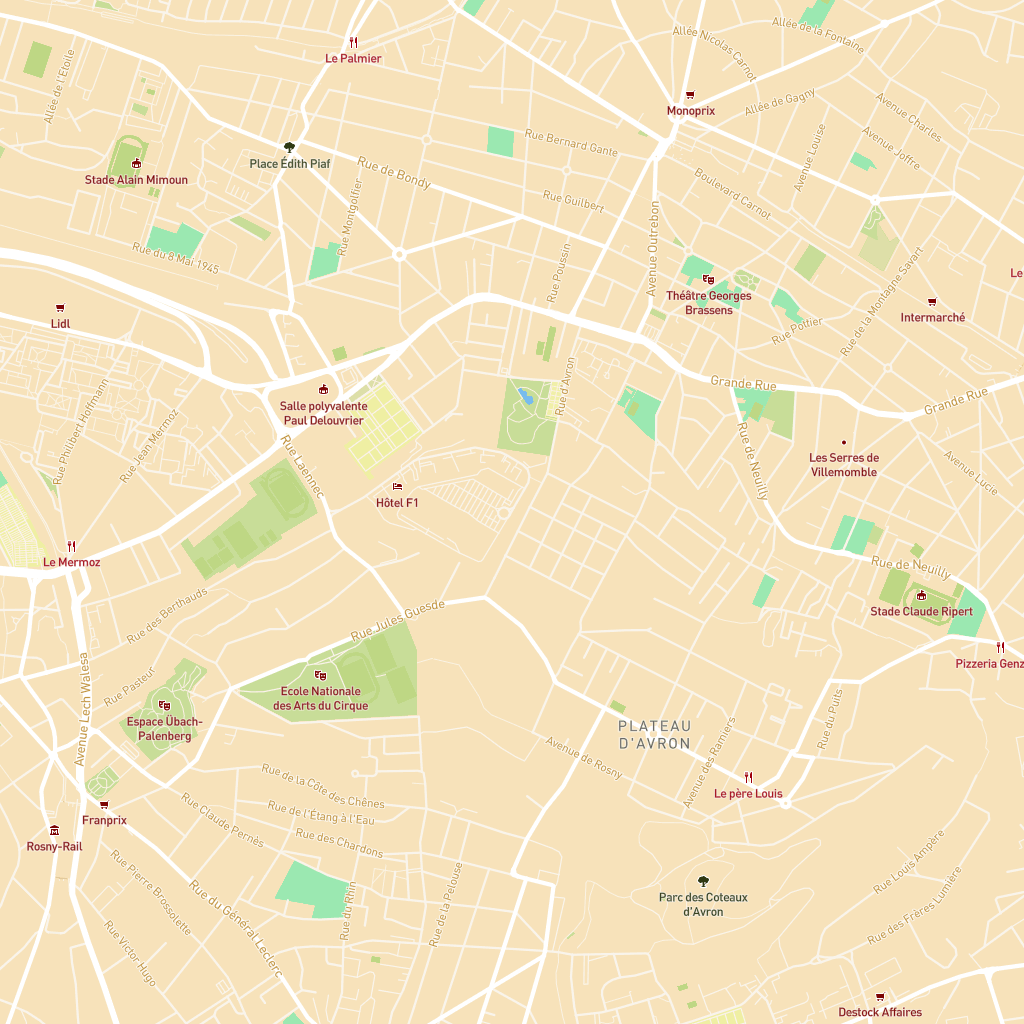 Allée de la Fontaine
Allée Nicolas Carnot
Le Palmier
Allée de l'Etoile
Monoprix
Allée de Gagny
Avenue Charles
Rue Bernard Gante
Avenue Joffre
Avenue Louise
Place Édith Piaf
Rue de Bondy
Stade Alain Mimoun
Boulevard Carnot
Rue Guilbert
Rue Montgolfier
Avenue Outrebon
Rue du 8 Mai 1945
Rue Poussin
Rue de la Montagne Savart
Le
Théâtre Georges
Brassens
Intermarché
Lidl
Rue Pottier
Grande Rue
Grande Rue
Rue d'Avron
Salle polyvalente
Paul Delouvrier
Rue Philbert Hoffmann
Rue Jean Mermoz
Rue Laennec
Rue de Neuilly
Les Serres de
Villemomble
Avenue Lucie
Hôtel F1
Le Mermoz
Rue de Neuilly
Rue des Berthauds
Rue Jules Guesde
Stade Claude Ripert
Pizzeria Genz
Avenue Lech Walesa
Rue Pasteur
Ecole Nationale
des Arts du Cirque
Espace Übach-
Palenberg
PLATEAU
D'AVRON
Rue du Puits
Avenue de Rosny
Avenue des Ramiers
Rue de la Côte des Chênes
Le père Louis
Franprix
Rue Claude Pernès
Rue de l'Étang à l'Eau
Rosny-Rail
Rue des Chardons
Rue Pierre Brossolette
Rue Louis Ampère
Rue du Rhin
Rue de la Pelouse
Parc des Coteaux
d'Avron
Rue des Frères Lumière
Rue du Général Leclerc
Rue Victor Hugo
Destock Affaires